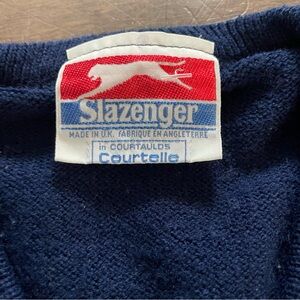 Slazenger
MADE IN U.K. FABRIQUE EN ANGLETERRE
in COURTAULDS
Courtelle